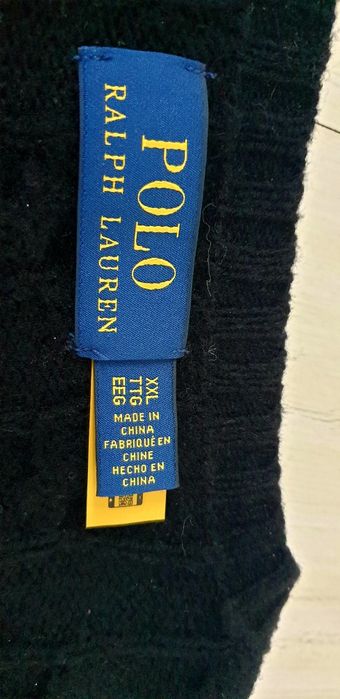 POLO
RALPH LAUREN
XXL
TTG
EEG
MADE IN
CHINA
FABRIQUÉ EN
CHINE
HECHO EN
CHINA